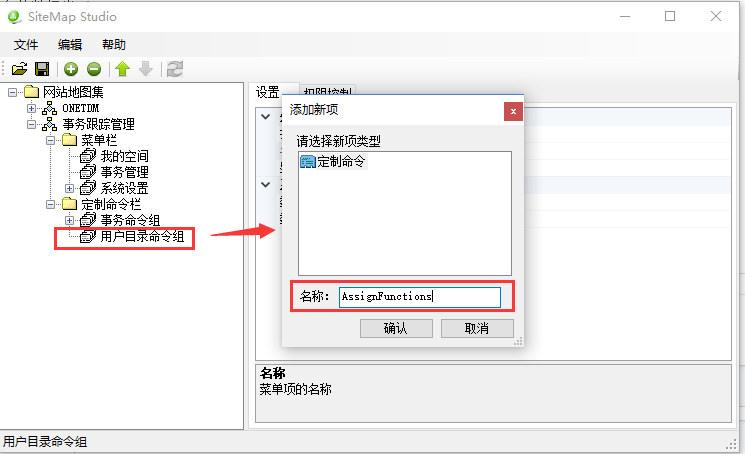 SiteMap Studio
文件 编辑 帮助
网站地图集
ONETDM
事务跟踪管理
菜单栏
我的空间
事务管理
系统设置
定制命令栏
事务命令组
用户目录命令组
设置 权限控制
添加新项
x
请选择新项类型
定制命令
名称: AssignFunctions
确认 取消
名称
菜单项的名称
用户目录命令组